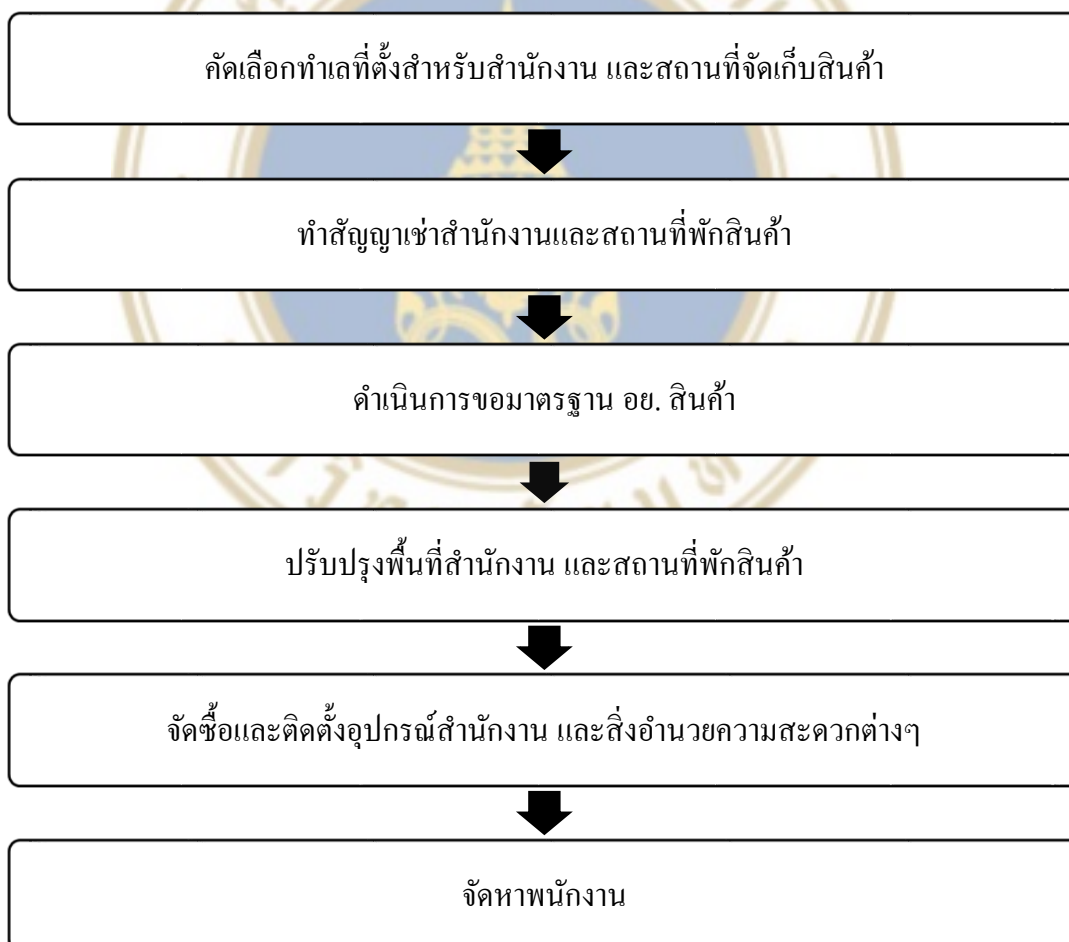 คัดเลือกทำเลที่ตั้งสำหรับสำนักงาน และสถานที่จัดเก็บสินค้า
ทำสัญญาเช่าสำนักงานและสถานที่พักสินค้า
ดำเนินการขอมาตรฐาน อย. สินค้า
ปรับปรุงพื้นที่สำนักงาน และสถานที่พักสินค้า
จัดซื้อและติดตั้งอุปกรณ์สำนักงาน และสิ่งอำนวยความสะดวกต่างๆ
จัดหาพนักงาน